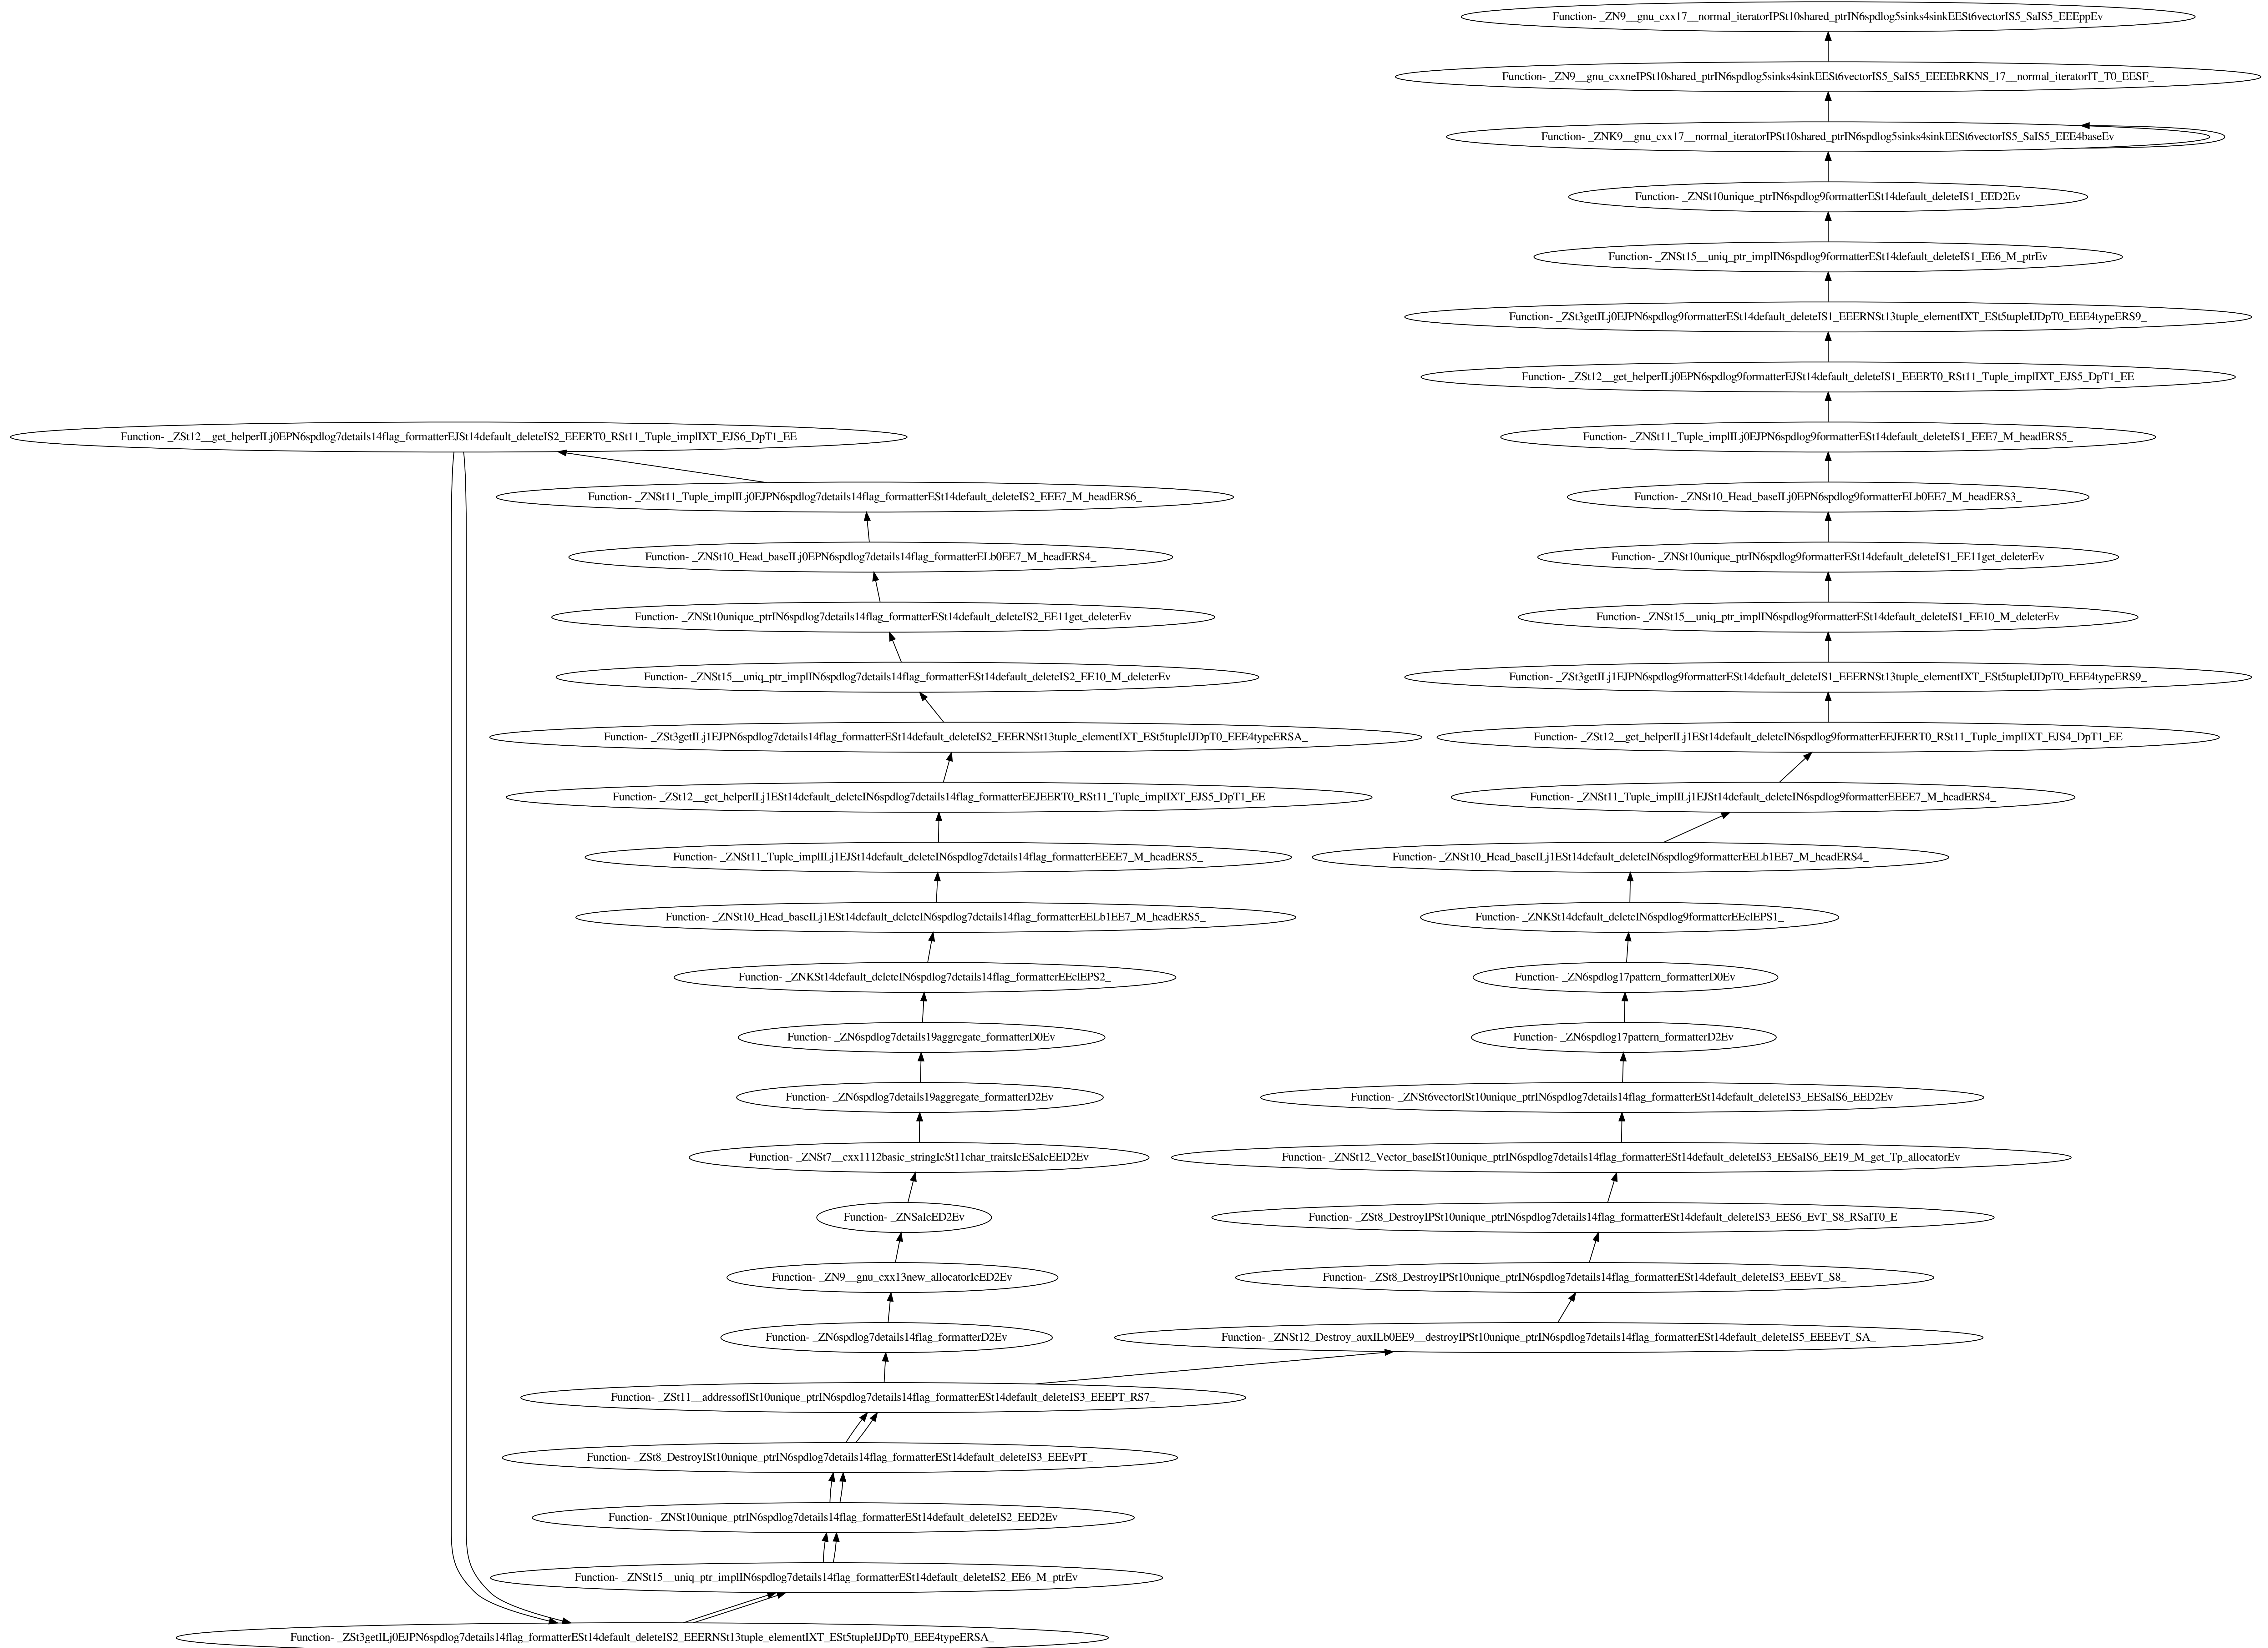 Function- _ZN9__gnu_cxx17__normal_iteratorIPSt10shared_ptrIN6spdlog5sinks4sinkEESt6vectorIS5_SaIS5_EEEppEv
Function- _ZN9__gnu_cxxneIPSt10shared_ptrIN6spdlog5sinks4sinkEESt6vectorIS5_SaIS5_EEEEbRKNS_17__normal_iteratorIT_T0_EESF_
Function- _ZNK9__gnu_cxx17__normal_iteratorIPSt10shared_ptrIN6spdlog5sinks4sinkEESt6vectorIS5_SaIS5_EEE4baseEv
Function- _ZNSt10unique_ptrIN6spdlog9formatterESt14default_deleteIS1_EED2Ev
Function- _ZNSt15__uniq_ptr_implIN6spdlog9formatterESt14default_deleteIS1_EE6_M_ptrEv
Function- _ZSt3getILj0EJPN6spdlog9formatterESt14default_deleteIS1_EEERNSt13tuple_elementIXT_ESt5tupleIJDpT0_EEE4typeERS9_
Function- _ZSt12__get_helperILj0EPN6spdlog9formatterEJSt14default_deleteIS1_EEERT0_RSt11_Tuple_implIXT_EJS5_DpT1_EE
Function- _ZSt12__get_helperILj0EPN6spdlog7details14flag_formatterEJSt14default_deleteIS2_EEERT0_RSt11_Tuple_implIXT_EJS6_DpT1_EE
Function- _ZNSt11_Tuple_implILj0EJPN6spdlog9formatterESt14default_deleteIS1_EEE7_M_headERS5_
Function- _ZNSt11_Tuple_implILj0EJPN6spdlog7details14flag_formatterESt14default_deleteIS2_EEE7_M_headERS6_
Function- _ZNSt10_Head_baseILj0EPN6spdlog9formatterELb0EE7_M_headERS3_
Function- _ZNSt10_Head_baseILj0EPN6spdlog7details14flag_formatterELb0EE7_M_headERS4_
Function- _ZNSt10unique_ptrIN6spdlog9formatterESt14default_deleteIS1_EE11get_deleterEv
Function- _ZNSt10unique_ptrIN6spdlog7details14flag_formatterESt14default_deleteIS2_EE11get_deleterEv
Function- _ZNSt15__uniq_ptr_implIN6spdlog9formatterESt14default_deleteIS1_EE10_M_deleterEv
Function- _ZNSt15__uniq_ptr_implIN6spdlog7details14flag_formatterESt14default_deleteIS2_EE10_M_deleterEv
Function- _ZSt3getILj1EJPN6spdlog9formatterESt14default_deleteIS1_EEERNSt13tuple_elementIXT_ESt5tupleIJDpT0_EEE4typeERS9_
Function- _ZSt3getILj1EJPN6spdlog7details14flag_formatterESt14default_deleteIS2_EEERNSt13tuple_elementIXT_ESt5tupleIJDpT0_EEE4typeERSA_
Function- _ZSt12__get_helperILj1ESt14default_deleteIN6spdlog9formatterEEJEERT0_RSt11_Tuple_implIXT_EJS4_DpT1_EE
Function- _ZSt12__get_helperILj1ESt14default_deleteIN6spdlog7details14flag_formatterEEJEERT0_RSt11_Tuple_implIXT_EJS5_DpT1_EE
Function- _ZNSt11_Tuple_implILj1EJSt14default_deleteIN6spdlog9formatterEEEE7_M_headERS4_
Function- _ZNSt11_Tuple_implILj1EJSt14default_deleteIN6spdlog7details14flag_formatterEEEE7_M_headERS5_
Function- _ZNSt10_Head_baseILj1ESt14default_deleteIN6spdlog9formatterEELb1EE7_M_headERS4_
Function- _ZNSt10_Head_baseILj1ESt14default_deleteIN6spdlog7details14flag_formatterEELb1EE7_M_headERS5_
Function- _ZNKSt14default_deleteIN6spdlog9formatterEEclEPS1_
Function- _ZNKSt14default_deleteIN6spdlog7details14flag_formatterEEclEPS2_
Function- _ZN6spdlog17pattern_formatterD0Ev
Function- _ZN6spdlog7details19aggregate_formatterD0Ev
Function- _ZN6spdlog17pattern_formatterD2Ev
Function- _ZN6spdlog7details19aggregate_formatterD2Ev
Function- _ZNSt6vectorISt10unique_ptrIN6spdlog7details14flag_formatterESt14default_deleteIS3_EESaIS6_EED2Ev
Function- _ZNSt7__cxx1112basic_stringIcSt11char_traitsIcESaIcEED2Ev
Function- _ZNSt12_Vector_baseISt10unique_ptrIN6spdlog7details14flag_formatterESt14default_deleteIS3_EESaIS6_EE19_M_get_Tp_allocatorEv
Function- _ZNSaIcED2Ev
Function- _ZSt8_DestroyIPSt10unique_ptrIN6spdlog7details14flag_formatterESt14default_deleteIS3_EES6_EvT_S8_RSaIT0_E
Function- _ZN9__gnu_cxx13new_allocatorIcED2Ev
Function- _ZSt8_DestroyIPSt10unique_ptrIN6spdlog7details14flag_formatterESt14default_deleteIS3_EEEvT_S8_
Function- _ZN6spdlog7details14flag_formatterD2Ev
Function- _ZNSt12_Destroy_auxILb0EE9__destroyIPSt10unique_ptrIN6spdlog7details14flag_formatterESt14default_deleteIS5_EEEEvT_SA_
Function- _ZSt11__addressofISt10unique_ptrIN6spdlog7details14flag_formatterESt14default_deleteIS3_EEEPT_RS7_
Function- _ZSt8_DestroyISt10unique_ptrIN6spdlog7details14flag_formatterESt14default_deleteIS3_EEEvPT_
Function- _ZNSt10unique_ptrIN6spdlog7details14flag_formatterESt14default_deleteIS2_EED2Ev
Function- _ZNSt15__uniq_ptr_implIN6spdlog7details14flag_formatterESt14default_deleteIS2_EE6_M_ptrEv
Function- _ZSt3getILj0EJPN6spdlog7details14flag_formatterESt14default_deleteIS2_EEERNSt13tuple_elementIXT_ESt5tupleIJDpT0_EEE4typeERSA_